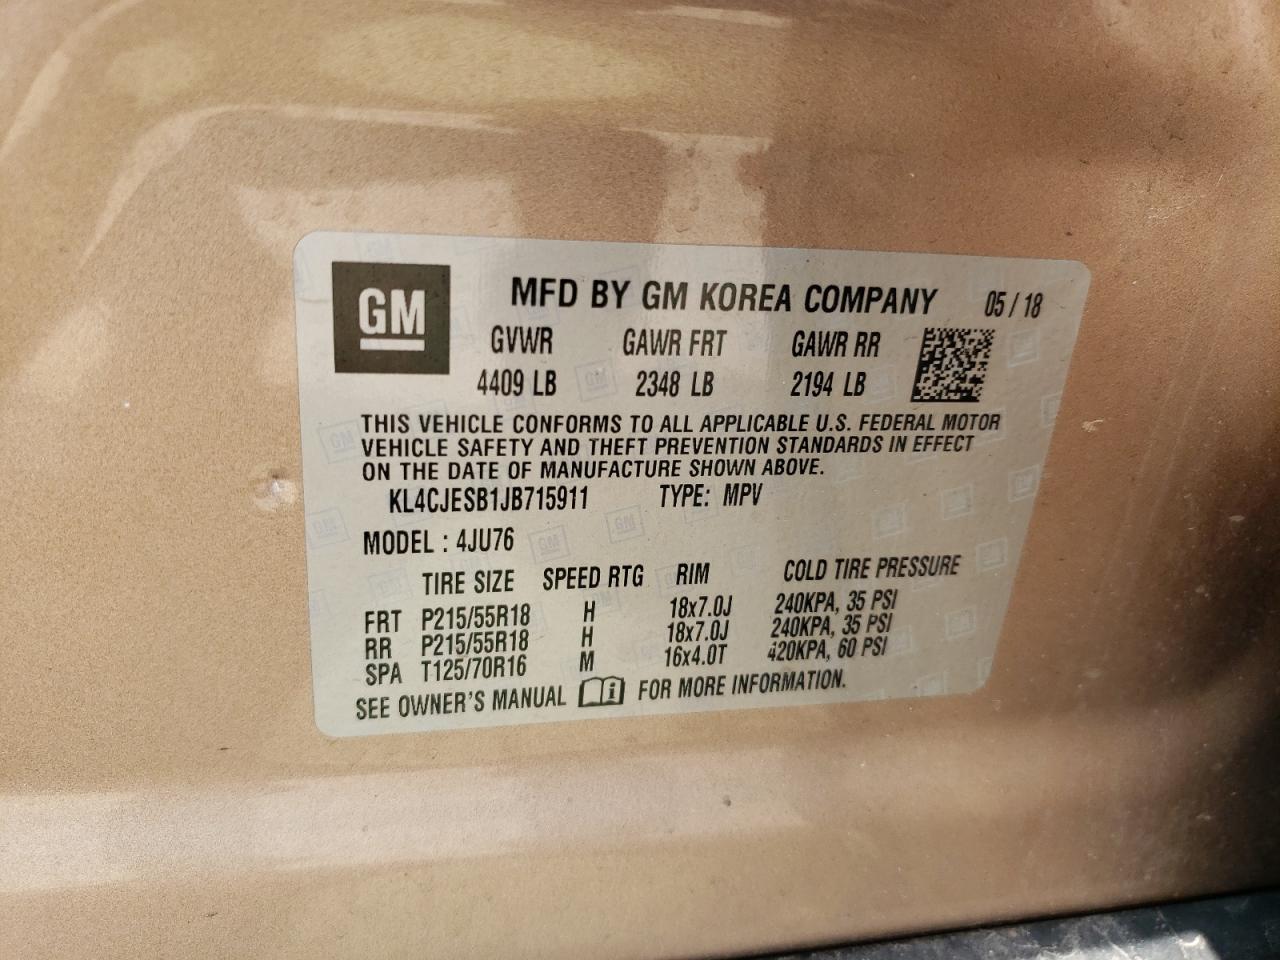 GM
MFD BY GM KOREA COMPANY 05 / 18
GVWR GAWR FRT GAWR RR
4409 LB 2348 LB 2194 LB
THIS VEHICLE CONFORMS TO ALL APPLICABLE U.S. FEDERAL MOTOR
VEHICLE SAFETY AND THEFT PREVENTION STANDARDS IN EFFECT
ON THE DATE OF MANUFACTURE SHOWN ABOVE.
KL4CJESB1JB715911 TYPE: MPV
MODEL : 4JU76
TIRE SIZE SPEED RTG RIM COLD TIRE PRESSURE
FRT P215/55R18 H 18x7.0J 240KPA, 35 PSI
RR P215/55R18 H 18x7.0J 240KPA, 35 PSI
SPA T125/70R16 M 16x4.0T 420KPA, 60 PSI
SEE OWNER'S MANUAL i FOR MORE INFORMATION.